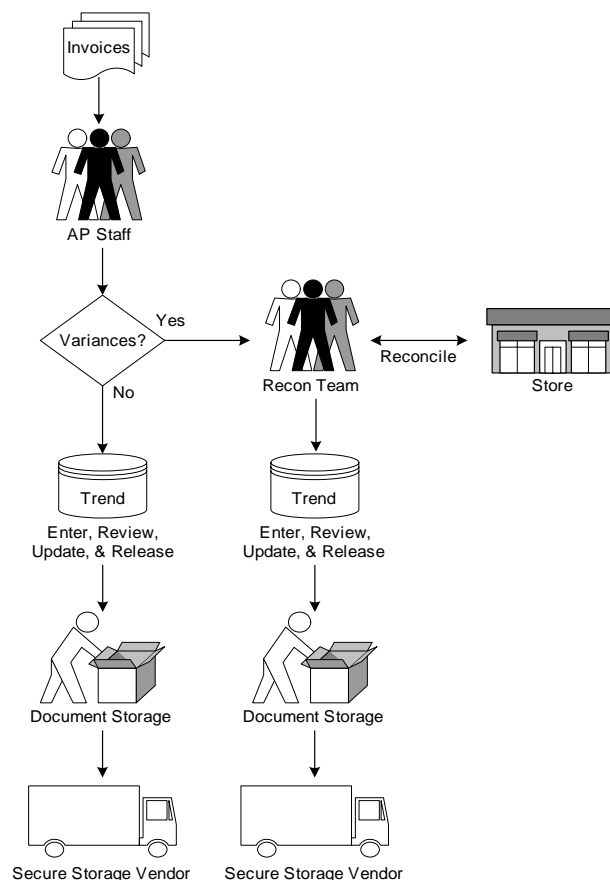 Invoices
AP Staff
Variances?
Yes
No
Recon Team
Reconcile
Store
Trend
Enter, Review,
Update, & Release
Trend
Enter, Review,
Update, & Release
Document Storage
Document Storage
Secure Storage Vendor
Secure Storage Vendor